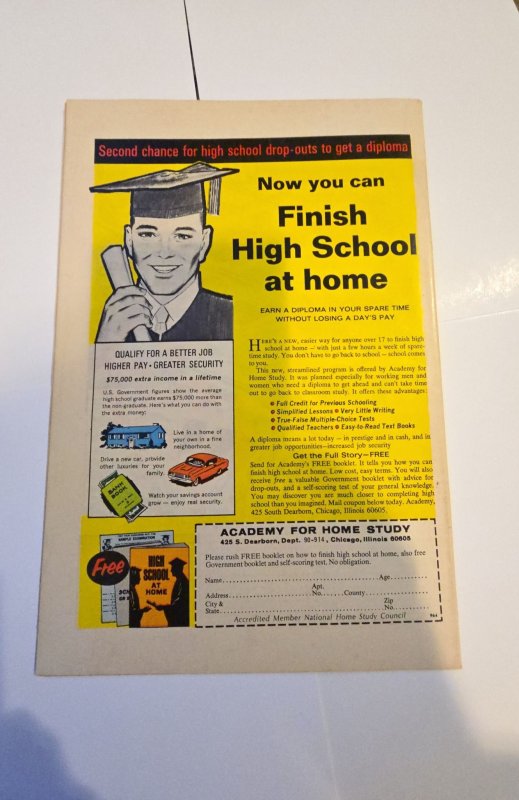 Second chance for high school drop-outs to get a diploma
Now you can
Finish
High School
at home
EARN A DIPLOMA IN YOUR SPARE TIME
WITHOUT LOSING A DAY'S PAY
QUALIFY FOR A BETTER JOB
HIGHER PAY • GREATER SECURITY
$75,000 extra income in a lifetime
U.S. Government figures show the average
high school graduate earns $75,000 more than
the non-graduate. Here's what you can do with
the extra money:
Live in a home of
your own in a fine
neighborhood.
Drive a new car, provide
other luxuries for your
family.
BANK
BOOK
Watch your savings account
grow — enjoy real security.
HERE'S A NEW, easier way for anyone over 17 to finish high
school at home — with just a few hours a week of spare-
time study. You don't have to go back to school — school comes
to you.
This new, streamlined program is offered by Academy for
Home Study. It was planned especially for working men and
women who need a diploma to get ahead and can't take time
out to go back to classroom study. It offers these advantages:
• Full Credit for Previous Schooling
• Simplified Lessons • Very Little Writing
• True-False Multiple-Choice Tests
• Qualified Teachers • Easy-to-Read Text Books
A diploma means a lot today — in prestige and in cash, and in
greater job opportunities—increased job security
Get the Full Story—FREE
Send for Academy's FREE booklet. It tells you how you can
finish high school at home. Low cost, easy terms. You will also
receive free a valuable Government booklet with advice for
drop-outs, and a self-scoring test of your general knowledge.
You may discover you are much closer to completing high
school than you imagined. Mail coupon below today. Academy,
425 South Dearborn, Chicago, Illinois 60605.
Free
SAMPLE EXAMINATION
HIGH
SCHOOL
AT HOME
ACADEMY FOR HOME STUDY
425 S. Dearborn, Dept. 90-914, Chicago, Illinois 60605
Please rush FREE booklet on how to finish high school at home, also free
Government booklet and self-scoring test. No obligation.
Name Age
Address Apt. No. County
City & State Zip No.
Accredited Member National Home Study Council